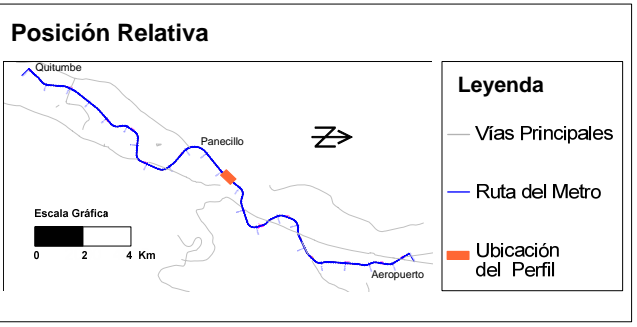 Posición Relativa
Quitumbe
Panecillo
N
Escala Gráfica
0 2 4 Km
Aeropuerto
Leyenda
Vías Principales
Ruta del Metro
Ubicación
del Perfil